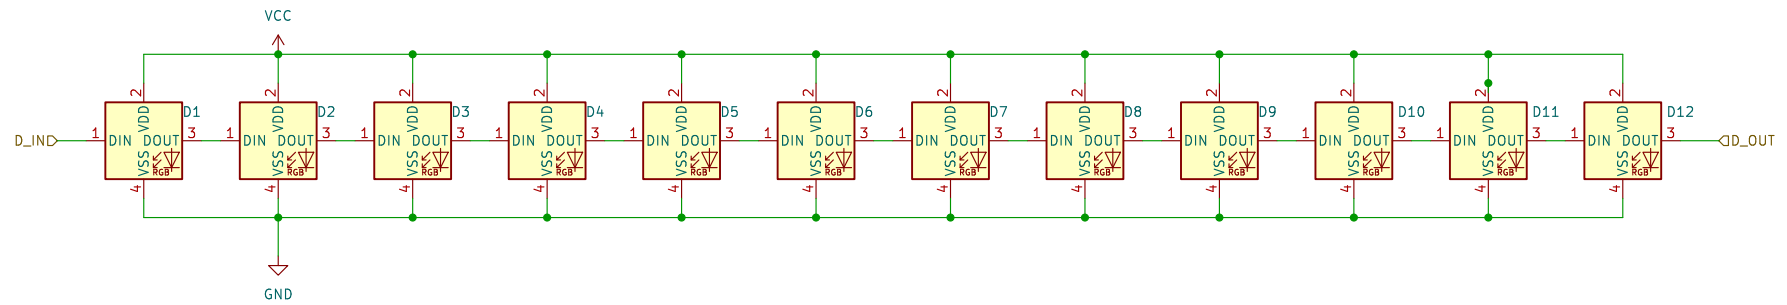 VCC
2 2 2 2 2 2 2 2 2 2 2 2
D1 D2 D3 D4 D5 D6 D7 D8 D9 D10 D11 D12
VDD VDD VDD VDD VDD VDD VDD VDD VDD VDD VDD VDD
D_IN 1 DIN DOUT 3 1 DIN DOUT 3 1 DIN DOUT 3 1 DIN DOUT 3 1 DIN DOUT 3 1 DIN DOUT 3 1 DIN DOUT 3 1 DIN DOUT 3 1 DIN DOUT 3 1 DIN DOUT 3 1 DIN DOUT 3 1 DIN DOUT 3 D_OUT
VSS VSS VSS VSS VSS VSS VSS VSS VSS VSS VSS VSS
RGB RGB RGB RGB RGB RGB RGB RGB RGB RGB RGB RGB
4 4 4 4 4 4 4 4 4 4 4 4
GND